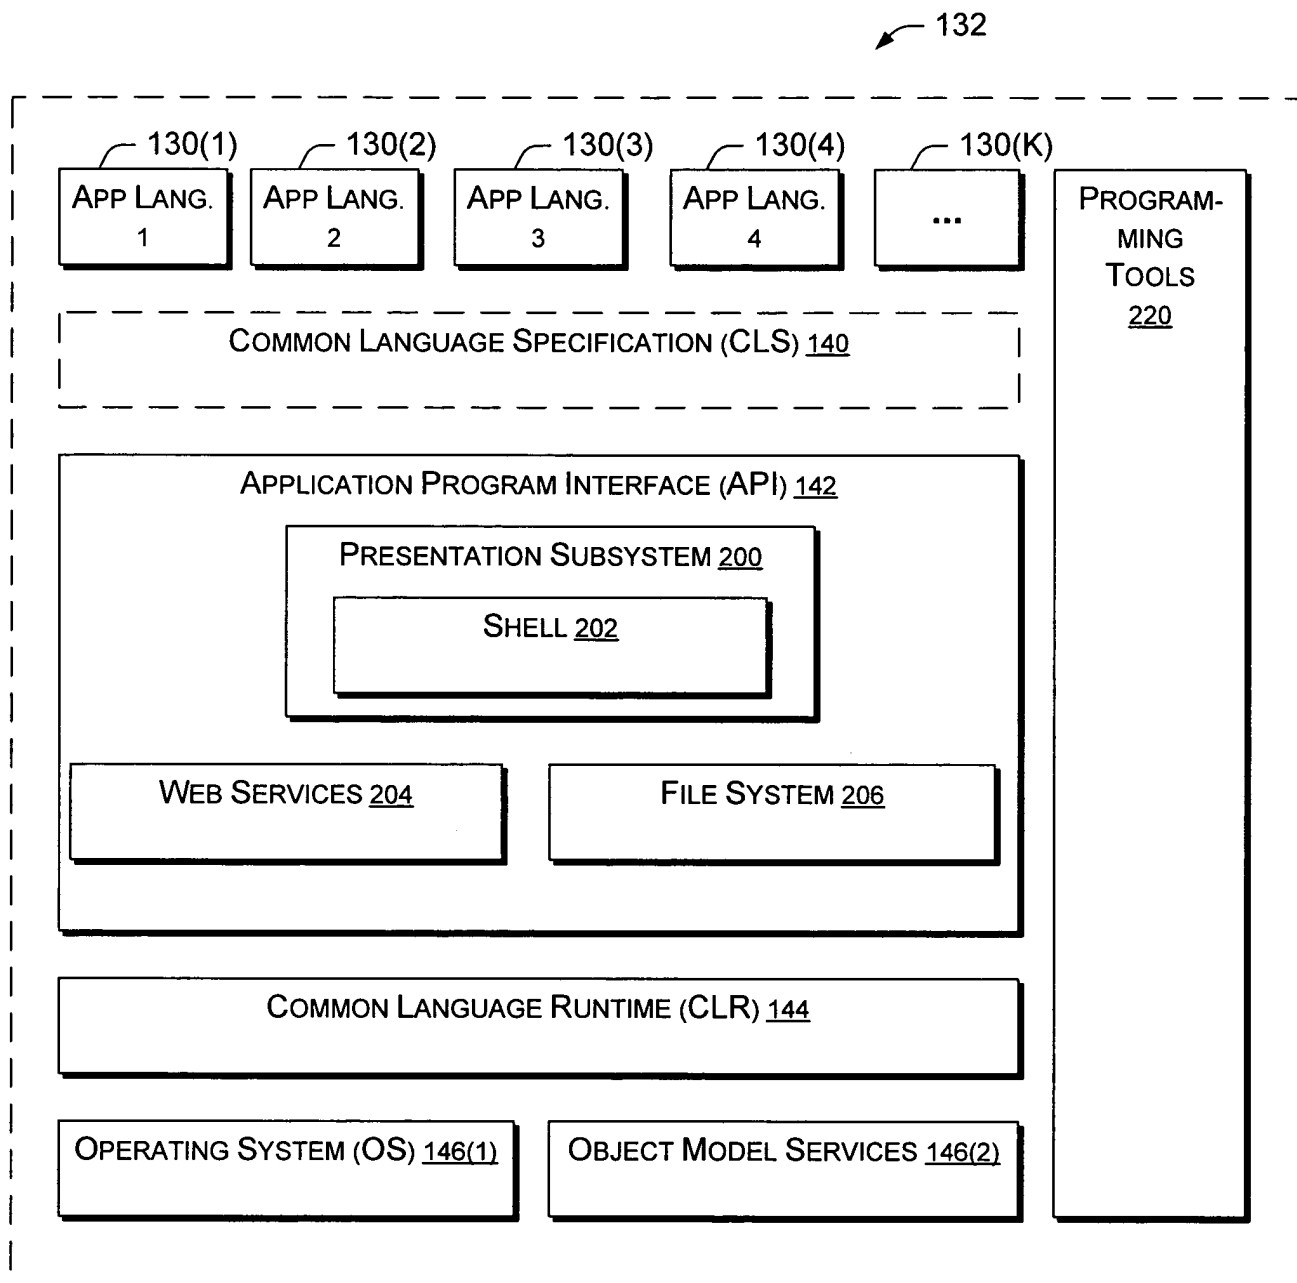 132
130(1) 130(2) 130(3) 130(4) 130(K)
APP LANG.
1
APP LANG.
2
APP LANG.
3
APP LANG.
4
...
PROGRAM-
MING
TOOLS
220
COMMON LANGUAGE SPECIFICATION (CLS) 140
APPLICATION PROGRAM INTERFACE (API) 142
PRESENTATION SUBSYSTEM 200
SHELL 202
WEB SERVICES 204
FILE SYSTEM 206
COMMON LANGUAGE RUNTIME (CLR) 144
OPERATING SYSTEM (OS) 146(1)
OBJECT MODEL SERVICES 146(2)